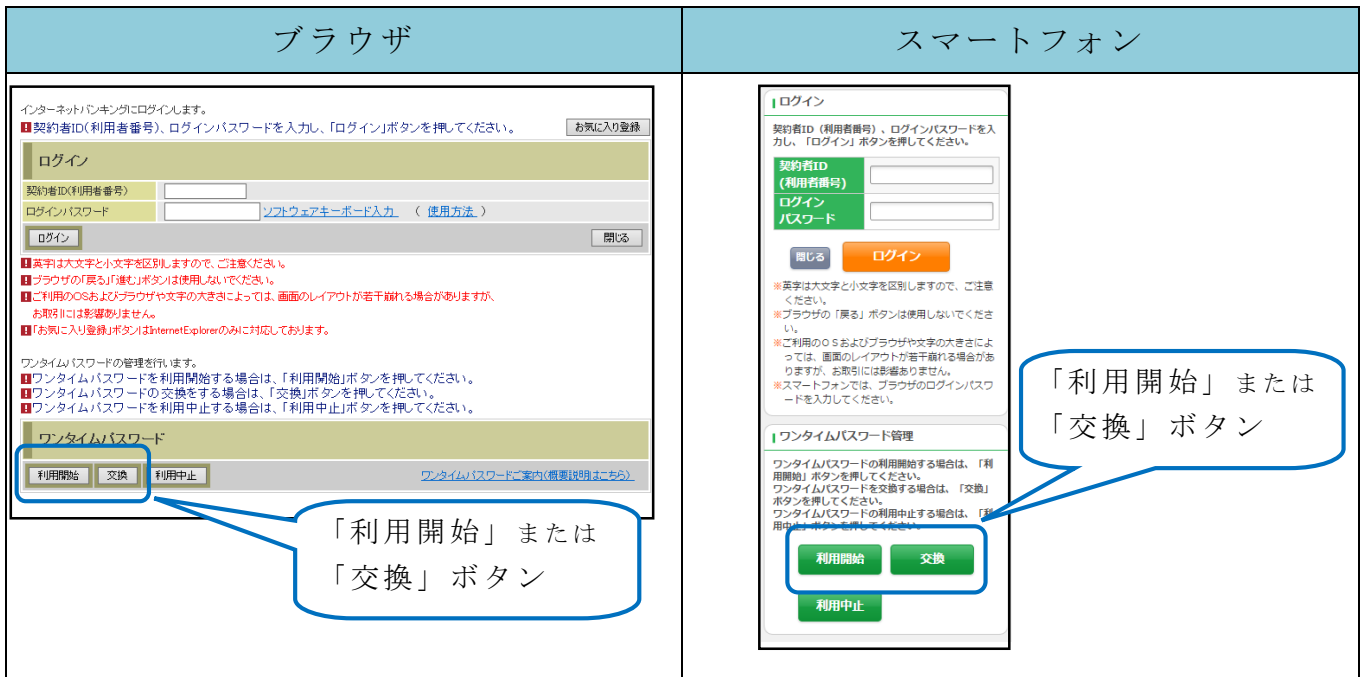 ブラウザ
スマートフォン
インターネットバンキングにログインします。
契約者ID(利用者番号)、ログインパスワードを入力し、「ログイン」ボタンを押してください。
お気に入り登録
ログイン
契約者ID(利用者番号)
ログインパスワード
ソフトウェアキーボード入力 ( 使用方法 )
ログイン
閉じる
英字は大文字と小文字を区別しますので、ご注意ください。
ブラウザの「戻る」「進む」ボタンは使用しないでください。
ご利用のOSおよびブラウザや文字の大きさによっては、画面のレイアウトが若干崩れる場合がありますが、
お取引には影響ありません。
「お気に入り登録」ボタンはInternetExplorerのみに対応しております。
ワンタイムパスワードの管理を行います。
ワンタイムパスワードを利用開始する場合は、「利用開始」ボタンを押してください。
ワンタイムパスワードの交換をする場合は、「交換」ボタンを押してください。
ワンタイムパスワードを利用中止する場合は、「利用中止」ボタンを押してください。
ワンタイムパスワード
利用開始
交換
利用中止
ワンタイムパスワードご案内(概要説明はこちら)
「利用開始」または
「交換」ボタン
ログイン
契約者ID（利用者番号）、ログインパスワードを入
力し、「ログイン」ボタンを押してください。
契約者ID
(利用者番号)
ログイン
パスワード
閉じる
ログイン
※英字は大文字と小文字を区別しますので、ご注意
ください。
※ブラウザの「戻る」ボタンは使用しないでくださ
い。
※ご利用のＯＳおよびブラウザや文字の大きさによ
っては、画面のレイアウトが若干崩れる場合があ
りますが、お取引には影響ありません。
※スマートフォンでは、ブラウザのログインパスワ
ードを入力してください。
ワンタイムパスワード管理
ワンタイムパスワードの利用開始する場合は、「利
用開始」ボタンを押してください。
ワンタイムパスワードを交換する場合は、「交換」
ボタンを押してください。
ワンタイムパスワードの利用中止する場合は、「利
用中止」ボタンを押してください。
利用開始
交換
利用中止
「利用開始」または
「交換」ボタン